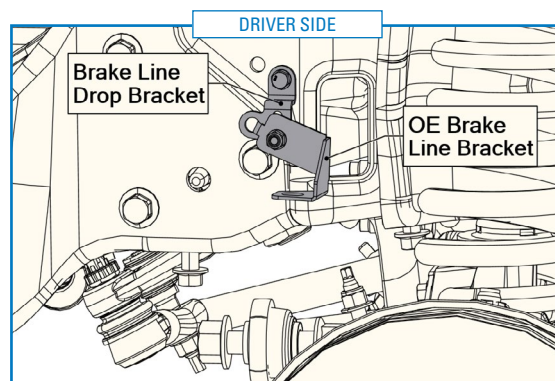 DRIVER SIDE
Brake Line
Drop Bracket
OE Brake
Line Bracket